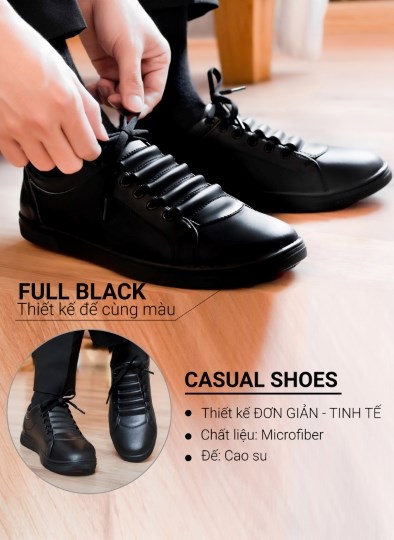 FULL BLACK
Thiết kế đế cùng màu
CASUAL SHOES
Thiết kế ĐƠN GIẢN - TINH TẾ
Chất liệu: Microfiber
Đế: Cao su